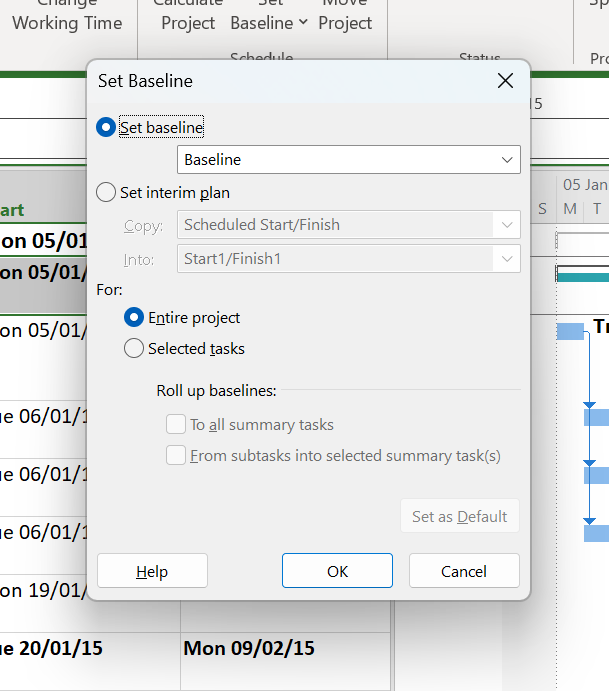 Change
Calculate
Set
Move
Working Time
Project
Baseline
Project
Schedule
Status
Set Baseline
15
Set baseline
Baseline
Set interim plan
Copy:
Scheduled Start/Finish
Into:
Start1/Finish1
For:
Entire project
Selected tasks
Roll up baselines:
To all summary tasks
From subtasks into selected summary task(s)
Set as Default
Help
OK
Cancel
05 Jan
S M T
art
on 05/01
on 05/01/
on 05/01/
ue 06/01/1
ue 06/01/1
ue 06/01/1
on 19/01/
ue 20/01/15
Mon 09/02/15
Tr